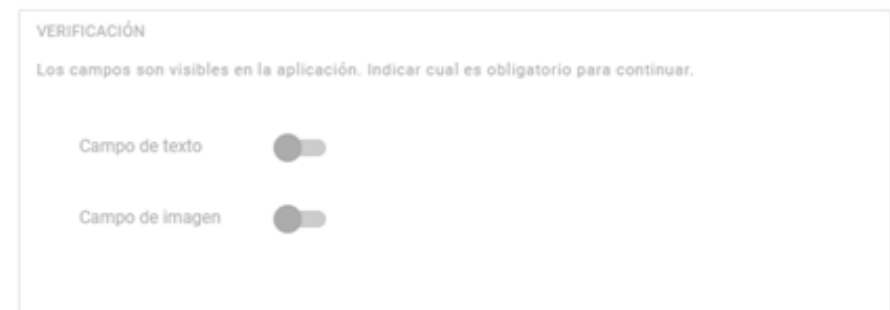 VERIFICACIÓN
Los campos son visibles en la aplicación. Indicar cual es obligatorio para continuar.
Campo de texto
Campo de imagen